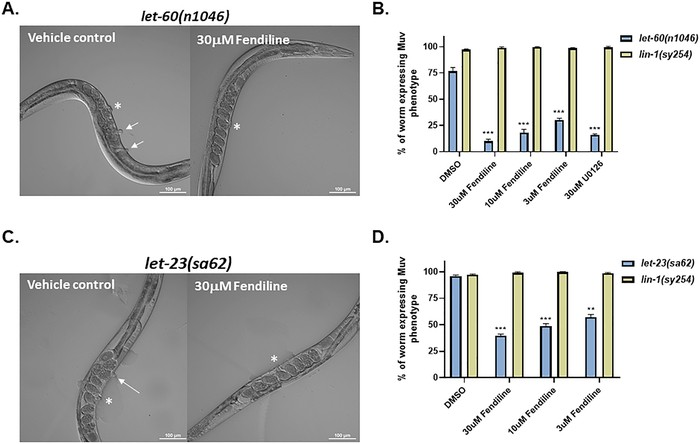 A.
let-60(n1046)
Vehicle control
30µM Fendiline
*
*
100 µm
100 µm
B.
let-60(n1046)
lin-1(sy254)
% of worm expressing Muv
phenotype
100
75
50
25
0
***
***
***
***
DMSO
30uM Fendiline
10uM Fendiline
3uM Fendiline
30uM U0126
C.
let-23(sa62)
Vehicle control
30µM Fendiline
*
*
100 µm
100 µm
D.
let-23(sa62)
lin-1(sy254)
% of worm expressing Muv
phenotype
100
75
50
25
0
***
***
**
DMSO
30uM Fendiline
10uM Fendiline
3uM Fendiline